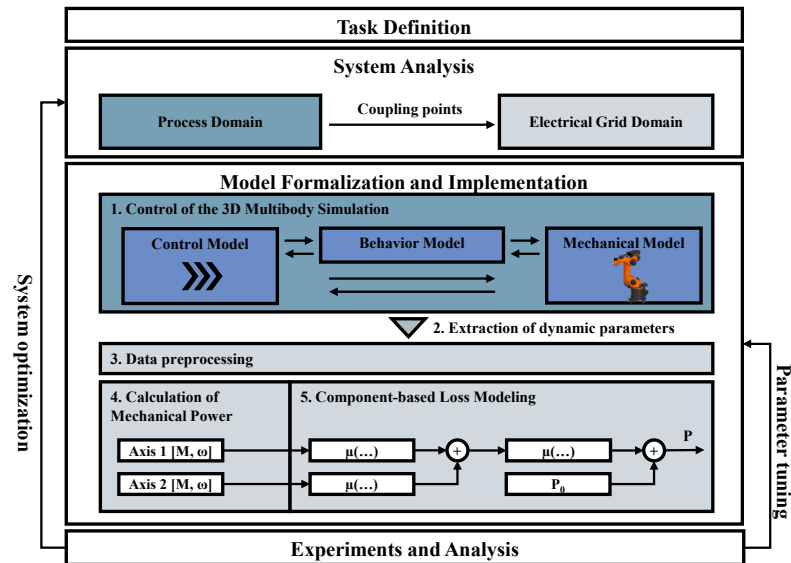 Task Definition
System Analysis
Process Domain
Coupling points
Electrical Grid Domain
Model Formalization and Implementation
1. Control of the 3D Multibody Simulation
Control Model
Behavior Model
Mechanical Model
2. Extraction of dynamic parameters
3. Data preprocessing
4. Calculation of
Mechanical Power
5. Component-based Loss Modeling
Axis 1 [M, ω]
μ(…)
+
μ(…)
+
P
Axis 2 [M, ω]
μ(…)
P₀
Experiments and Analysis
System optimization
Parameter tuning